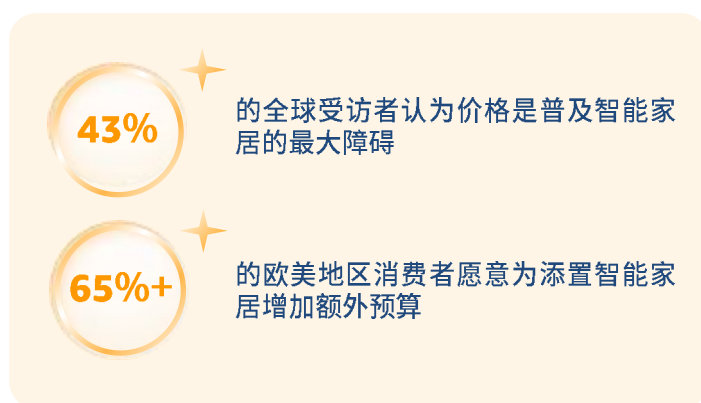 43%
的全球受访者认为价格是普及智能家
居的最大障碍
65%+
的欧美地区消费者愿意为添置智能家
居增加额外预算